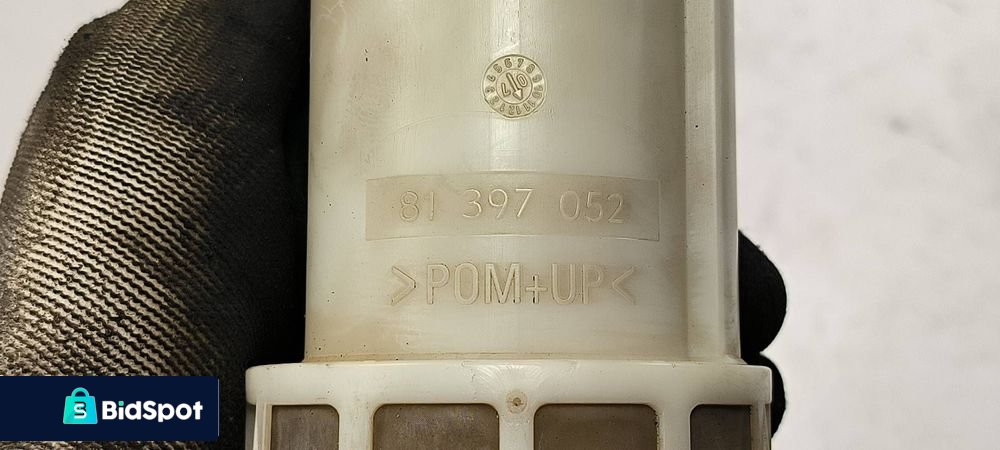 81 397 052
>POM+UP<
BidSpot